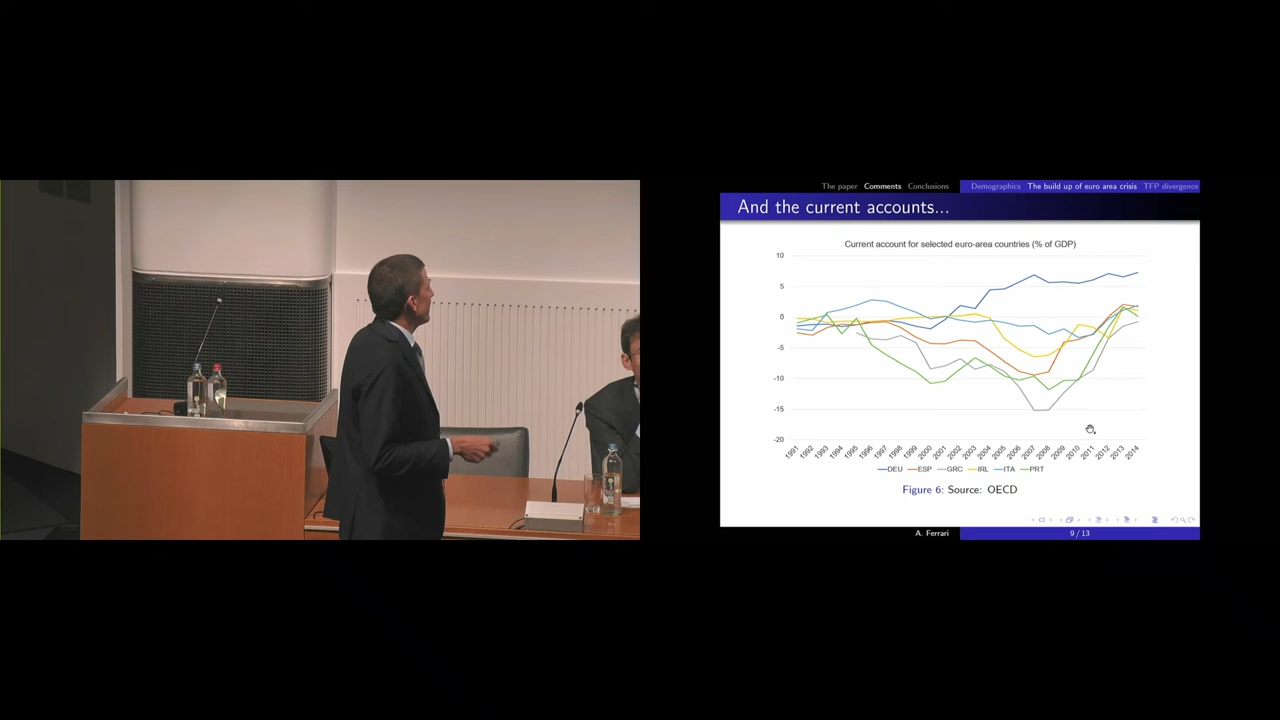 The paper Comments Conclusions
Demographics The build up of euro area crisis TFP divergence
And the current accounts...
Current account for selected euro-area countries (% of GDP)
10
5
0
-5
-10
-15
-20
1991 1992 1993 1994 1995 1996 1997 1998 1999 2000 2001 2002 2003 2004 2005 2006 2007 2008 2009 2010 2011 2012 2013 2014
DEU ESP GRC IRL ITA PRT
Figure 6: Source: OECD
A. Ferrari
9 / 13